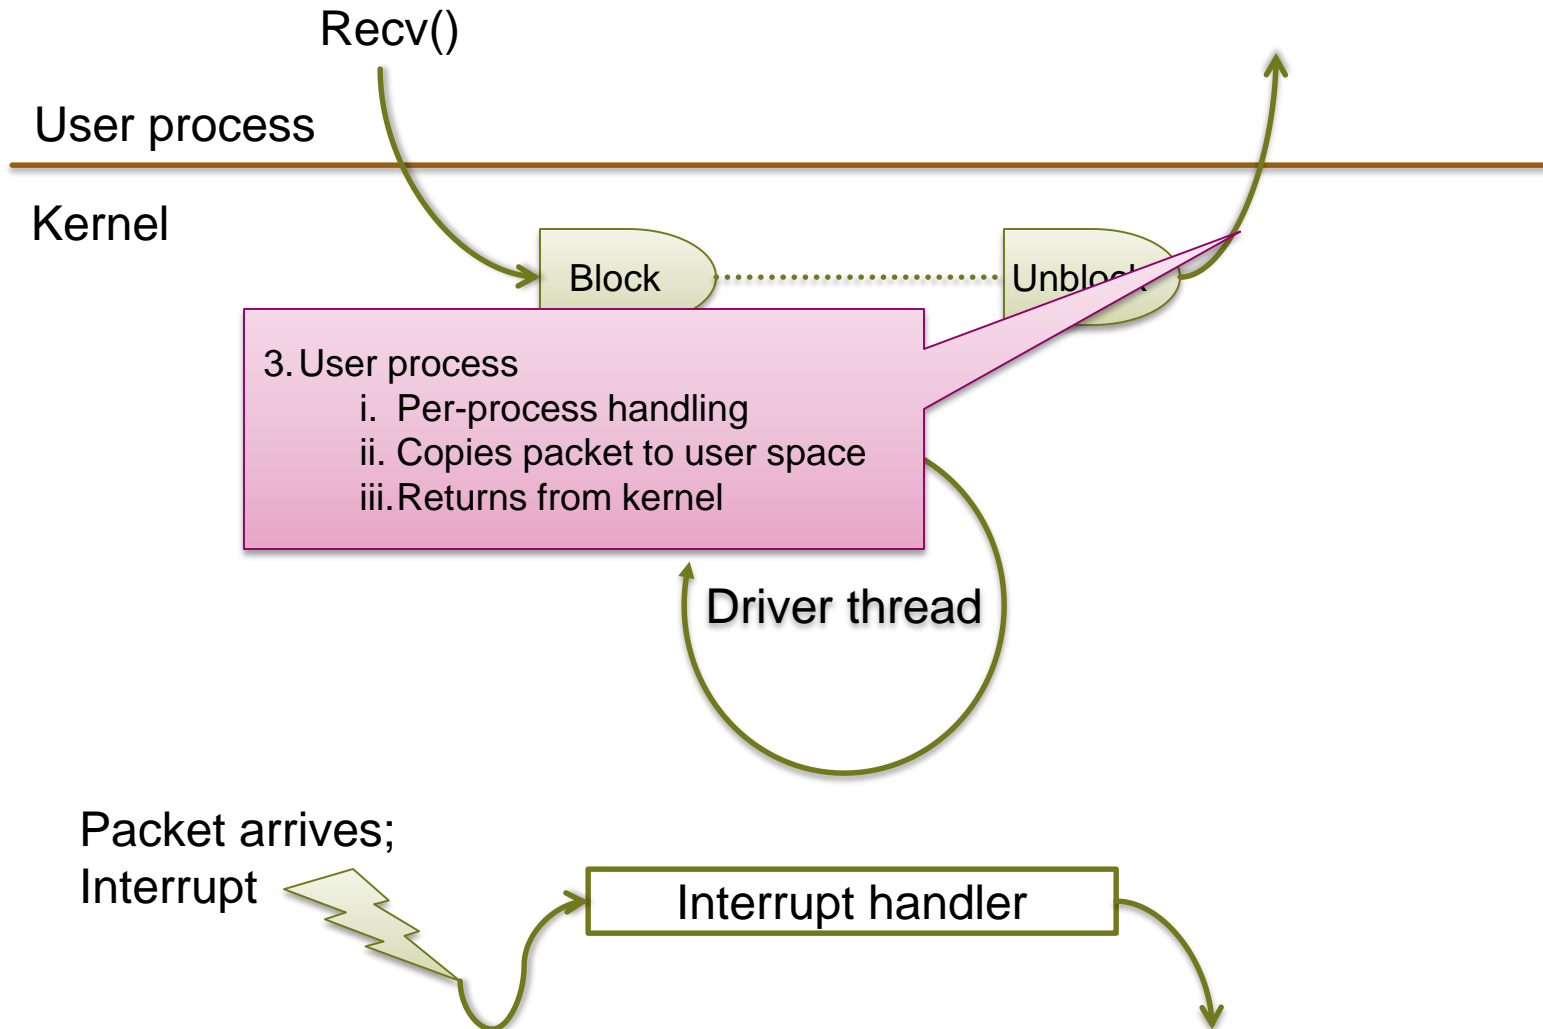 Recv()
User process
Kernel
Block
Unblock
3. User process
i. Per-process handling
ii. Copies packet to user space
iii. Returns from kernel
Driver thread
Packet arrives;
Interrupt
Interrupt handler